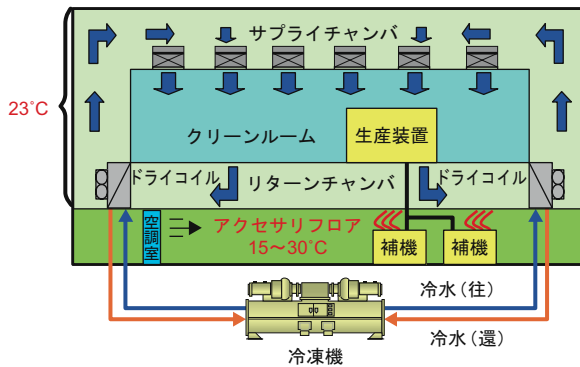 サプライチャンバ
23˚C
クリーンルーム
生産装置
ドライコイル
リターンチャンバ
ドライコイル
空調室
アクセサリフロア
15～30˚C
補機
補機
冷水（往）
冷水（還）
冷凍機